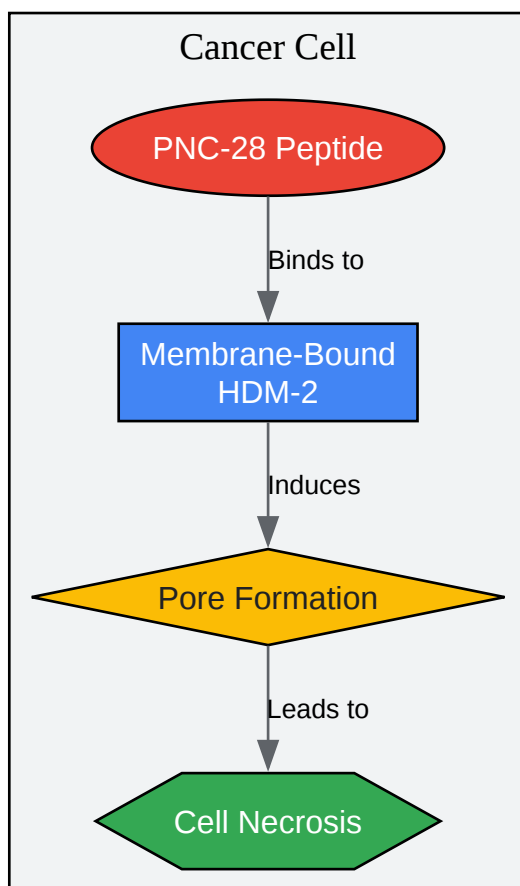 Cancer Cell
PNC-28 Peptide
Binds to
Membrane-Bound
HDM-2
Induces
Pore Formation
Leads to
Cell Necrosis